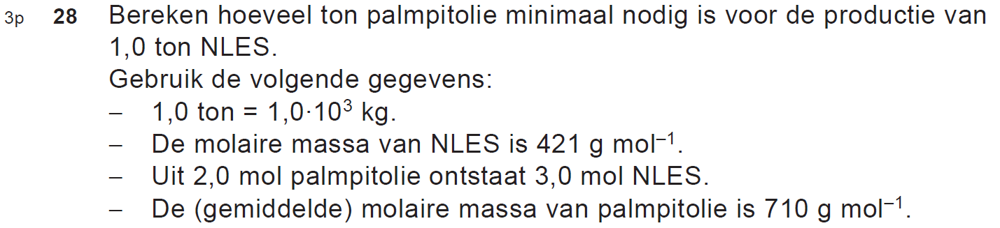 3p 28 Bereken hoeveel ton palmpitolie minimaal nodig is voor de productie van
1,0 ton NLES.
Gebruik de volgende gegevens:
– 1,0 ton = 1,0·10³ kg.
– De molaire massa van NLES is 421 g mol⁻¹.
– Uit 2,0 mol palmpitolie ontstaat 3,0 mol NLES.
– De (gemiddelde) molaire massa van palmpitolie is 710 g mol⁻¹.